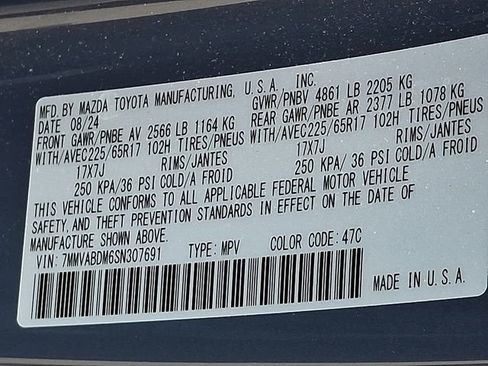 MFD. BY MAZDA TOYOTA MANUFACTURING, U.S.A. INC.
DATE 08/24 GVWR/PNBV 4861 LB 2205 KG
FRONT GAWR/PNBE AV 2566 LB 1164 KG REAR GAWR/PNBE AR 2377 LB 1078 KG
WITH/AVEC225/65R17 102H TIRES/PNEUS WITH/AVEC225/65R17 102H TIRES/PNEUS
17X7J RIMS/JANTES 17X7J RIMS/JANTES
250 KPA/ 36 PSI COLD/A FROID 250 KPA/ 36 PSI COLD/A FROID
THIS VEHICLE CONFORMS TO ALL APPLICABLE FEDERAL MOTOR VEHICLE
SAFETY, AND THEFT PREVENTION STANDARDS IN EFFECT ON THE DATE OF
MANUFACTURE SHOWN ABOVE.
VIN: 7MMVABDM6SN307691 TYPE: MPV COLOR CODE: 47C
MADE IN U.S.A.